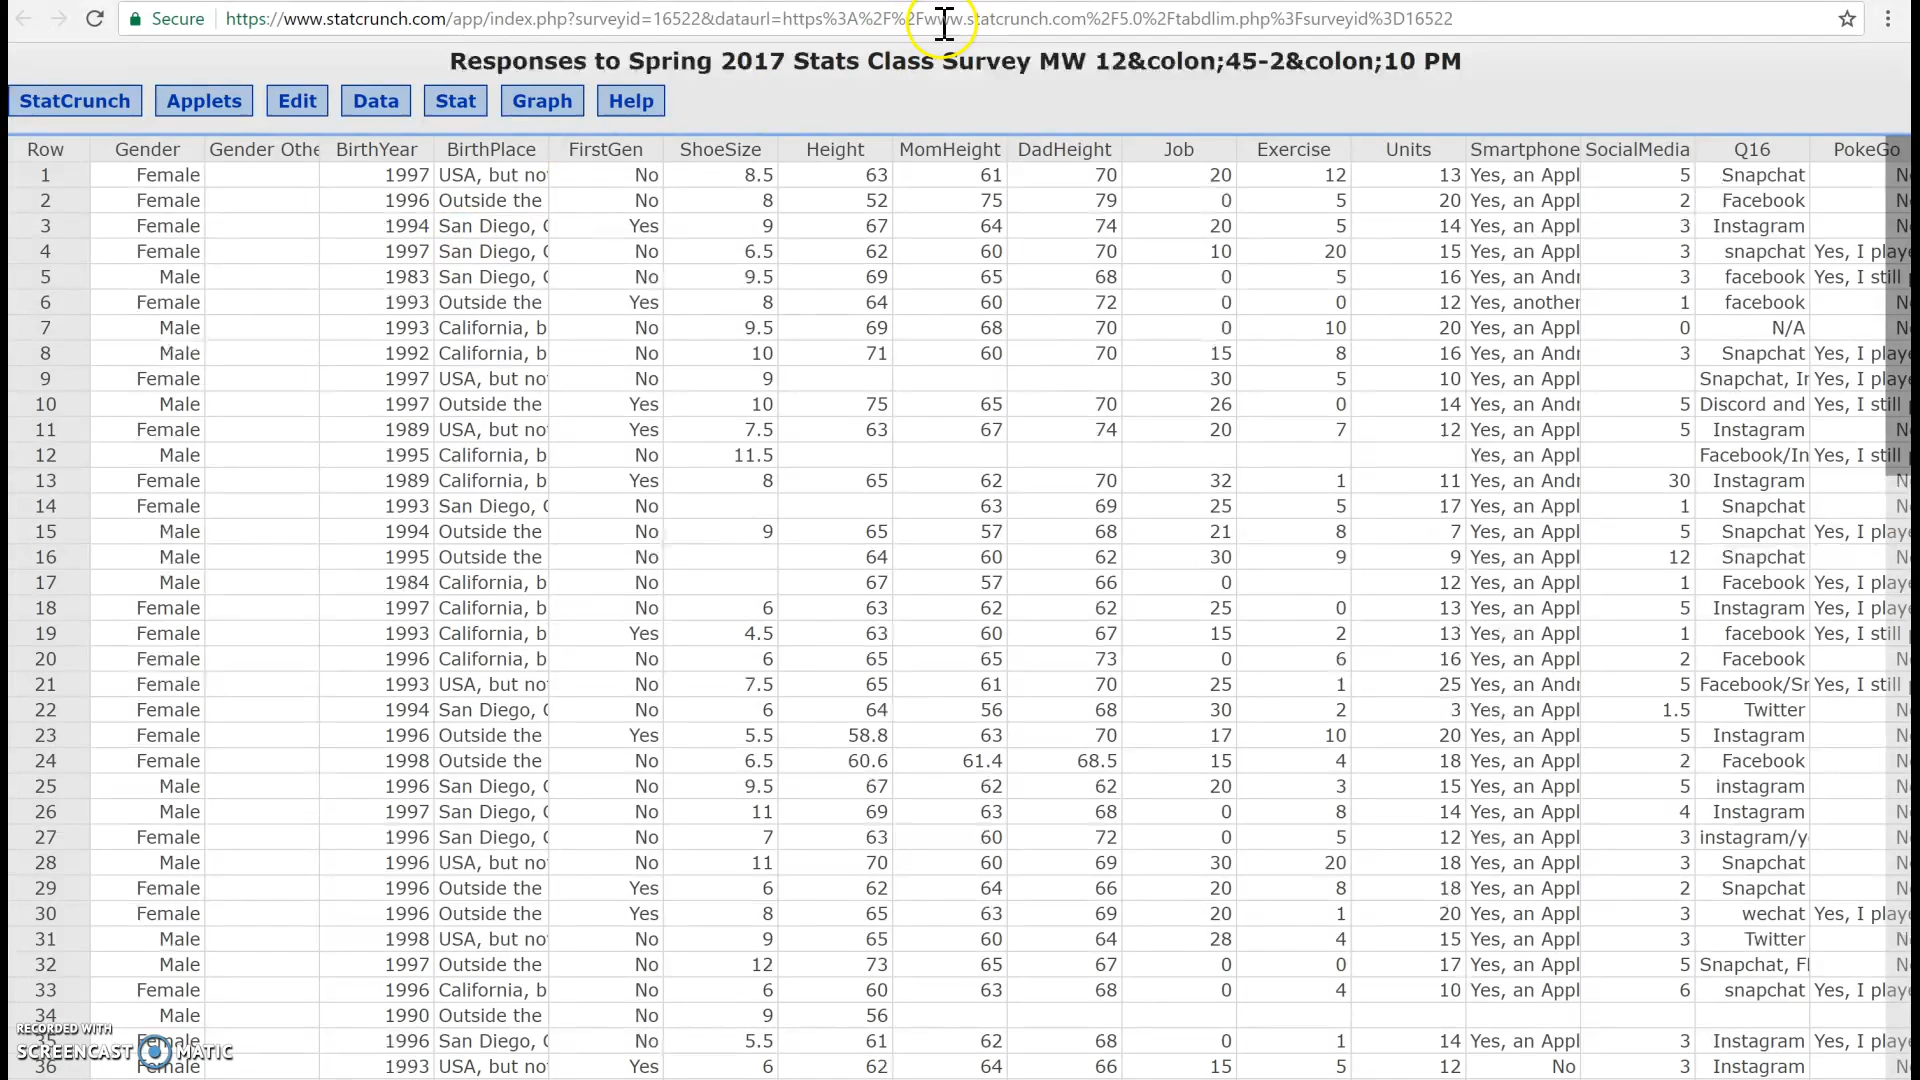 Secure https://www.statcrunch.com/app/index.php?surveyid=16522&dataurl=https%3A%2F%2Fwww.statcrunch.com%2F5.0%2Ftabdlim.php%3Fsurveyid%3D16522
Responses to Spring 2017 Stats Class Survey MW 12&colon;45-2&colon;10 PM
StatCrunch Applets Edit Data Stat Graph Help
Row Gender Gender Othe BirthYear BirthPlace FirstGen ShoeSize Height MomHeight DadHeight Job Exercise Units Smartphone SocialMedia Q16 PokeGo
1 Female 1997 USA, but no No 8.5 63 61 70 20 12 13 Yes, an Appl 5 Snapchat N
2 Female 1996 Outside the No 8 52 75 79 0 5 20 Yes, an Appl 2 Facebook N
3 Female 1994 San Diego, C Yes 9 67 64 74 20 5 14 Yes, an Appl 3 Instagram N
4 Female 1997 San Diego, C No 6.5 62 60 70 10 20 15 Yes, an Appl 3 snapchat Yes, I playe
5 Male 1983 San Diego, C No 9.5 69 65 68 0 5 16 Yes, an Andr 3 facebook Yes, I still
6 Female 1993 Outside the Yes 8 64 60 72 0 0 12 Yes, another 1 facebook N
7 Male 1993 California, b No 9.5 69 68 70 0 10 20 Yes, an Appl 0 N/A N
8 Male 1992 California, b No 10 71 60 70 15 8 16 Yes, an Andr 3 Snapchat Yes, I playe
9 Female 1997 USA, but no No 9 30 5 10 Yes, an Appl Snapchat, Ir Yes, I playe
10 Male 1997 Outside the Yes 10 75 65 70 26 0 14 Yes, an Andr 5 Discord and Yes, I still
11 Female 1989 USA, but no Yes 7.5 63 67 74 20 7 12 Yes, an Appl 5 Instagram N
12 Male 1995 California, b No 11.5 Yes, an Appl Facebook/In Yes, I still
13 Female 1989 California, b Yes 8 65 62 70 32 1 11 Yes, an Andr 30 Instagram N
14 Female 1993 San Diego, C No 63 69 25 5 17 Yes, an Appl 1 Snapchat N
15 Male 1994 Outside the No 9 65 57 68 21 8 7 Yes, an Appl 5 Snapchat Yes, I playe
16 Male 1995 Outside the No 64 60 62 30 9 9 Yes, an Appl 12 Snapchat N
17 Male 1984 California, b No 67 57 66 0 12 Yes, an Appl 1 Facebook Yes, I playe
18 Female 1997 California, b No 6 63 62 62 25 0 13 Yes, an Appl 5 Instagram Yes, I playe
19 Female 1993 California, b Yes 4.5 63 60 67 15 2 13 Yes, an Appl 1 facebook Yes, I still
20 Female 1996 California, b No 6 65 65 73 0 6 16 Yes, an Appl 2 Facebook N
21 Female 1993 USA, but no No 7.5 65 61 70 25 1 25 Yes, an Andr 5 Facebook/Sr Yes, I still
22 Female 1994 San Diego, C No 6 64 56 68 30 2 3 Yes, an Appl 1.5 Twitter N
23 Female 1996 Outside the Yes 5.5 58.8 63 70 17 10 20 Yes, an Appl 5 Instagram N
24 Female 1998 Outside the No 6.5 60.6 61.4 68.5 15 4 18 Yes, an Appl 2 Facebook N
25 Male 1996 San Diego, C No 9.5 67 62 62 20 3 15 Yes, an Appl 5 instagram N
26 Male 1997 San Diego, C No 11 69 63 68 0 8 14 Yes, an Appl 4 Instagram N
27 Female 1996 San Diego, C No 7 63 60 72 0 5 12 Yes, an Appl 3 instagram/y N
28 Male 1996 USA, but no No 11 70 60 69 30 20 18 Yes, an Appl 3 Snapchat N
29 Female 1996 Outside the Yes 6 62 64 66 20 8 18 Yes, an Appl 2 Snapchat N
30 Female 1996 Outside the Yes 8 65 63 69 20 1 20 Yes, an Appl 3 wechat Yes, I playe
31 Male 1998 USA, but no No 9 65 60 64 28 4 15 Yes, an Appl 3 Twitter N
32 Male 1997 Outside the No 12 73 65 67 0 0 17 Yes, an Appl 5 Snapchat, Fl N
33 Female 1996 California, b No 6 60 63 68 0 4 10 Yes, an Appl 6 snapchat Yes, I playe
34 Male 1990 Outside the No 9 56 N
35 Female 1996 San Diego, C No 5.5 61 62 68 0 1 14 Yes, an Appl 3 Instagram Yes, I playe
36 Female 1993 USA, but no Yes 6 62 64 66 15 5 12 No 3 Instagram N
RECORDED WITH
SCREENCAST MATIC